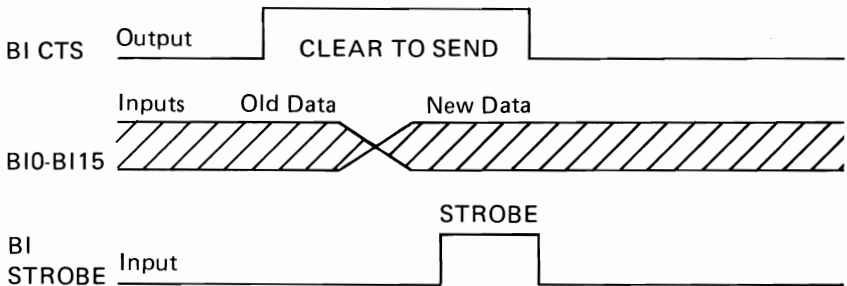 BI CTS Output CLEAR TO SEND
Inputs Old Data New Data
BI0-BI15
STROBE
BI
STROBE Input